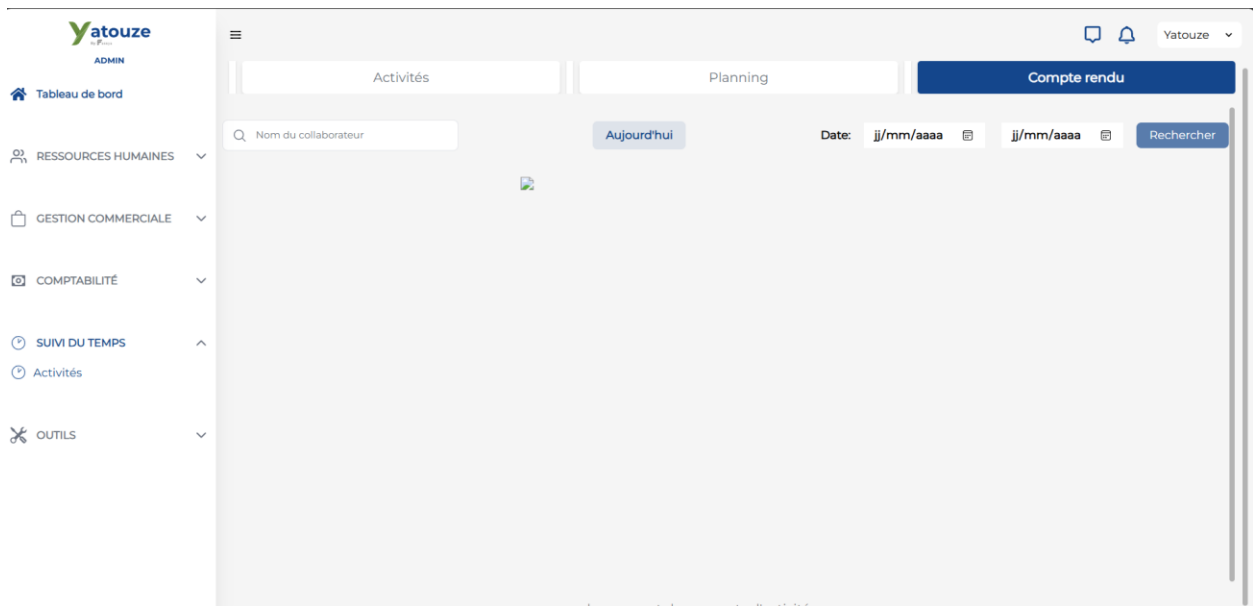 Yatouze
ADMIN
Yatouze
Activités
Planning
Compte rendu
Tableau de bord
Nom du collaborateur
Aujourd'hui
Date:
jj/mm/aaaa
jj/mm/aaaa
Rechercher
RESSOURCES HUMAINES
GESTION COMMERCIALE
COMPTABILITÉ
SUIVI DU TEMPS
Activités
OUTILS